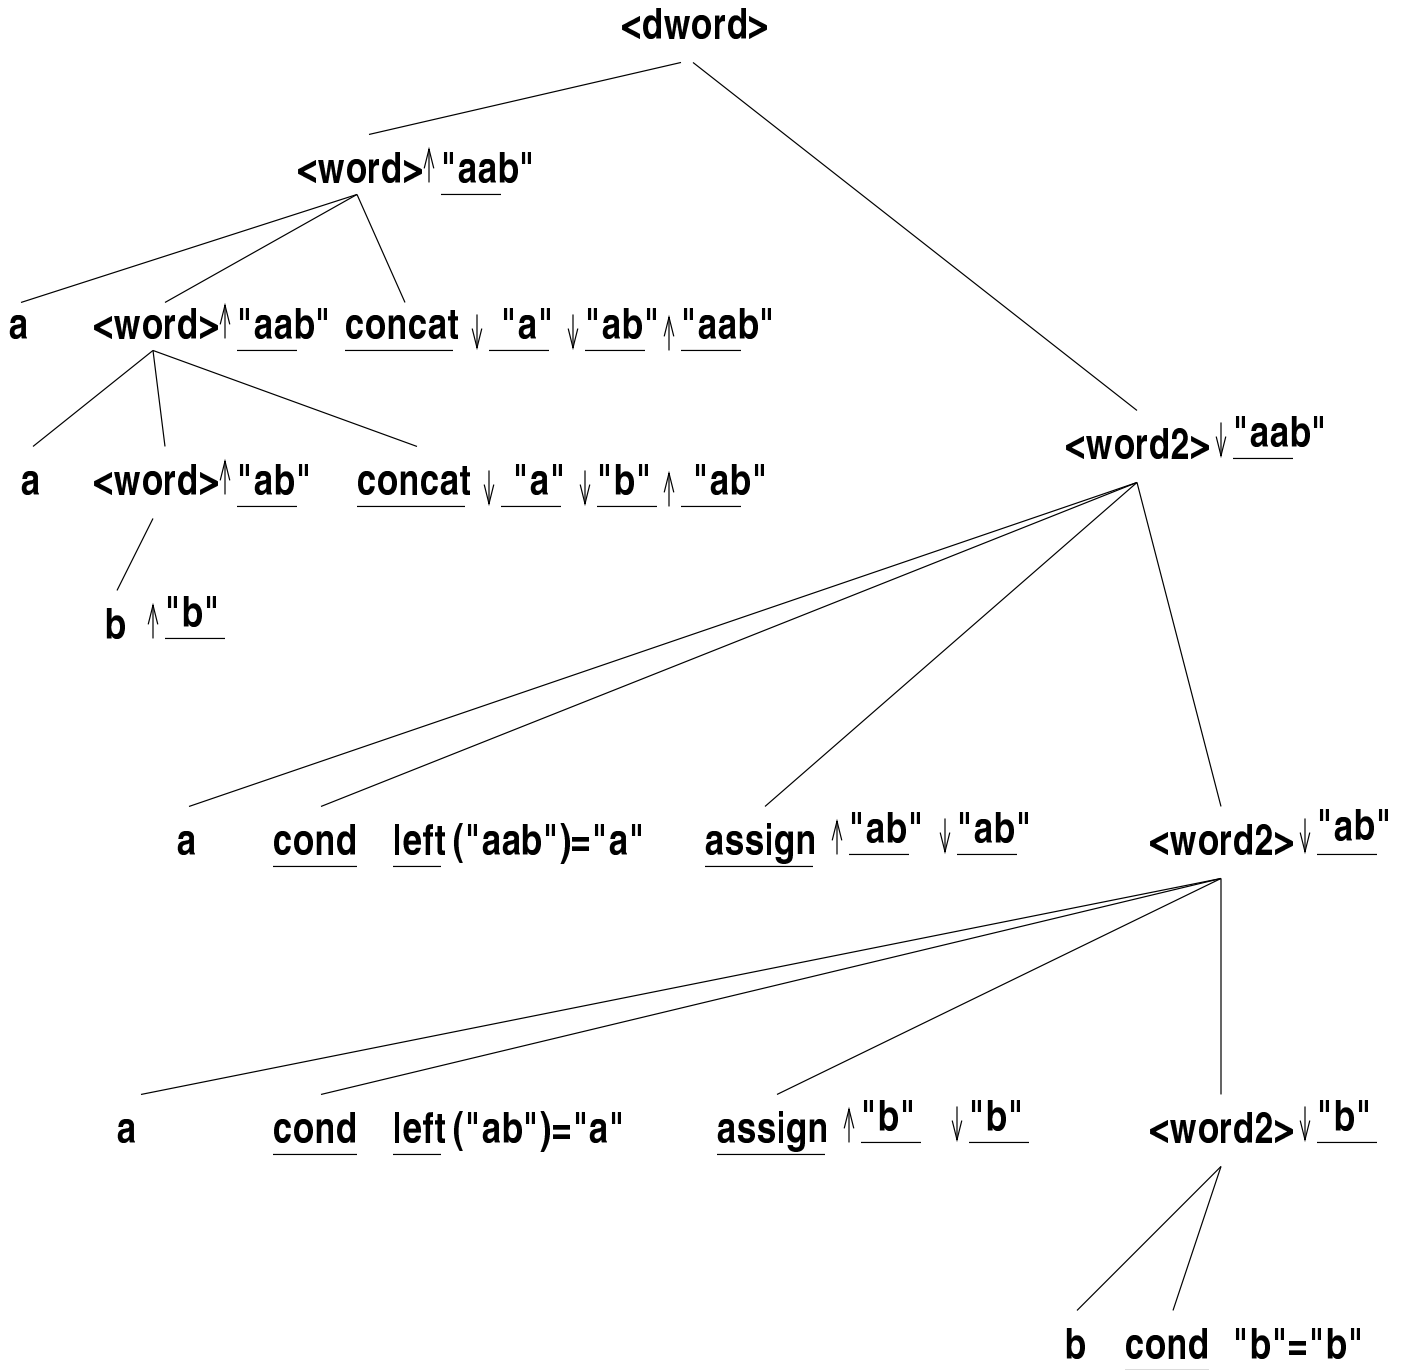 <dword>
<word>↑"aab"
a <word>↑"aab" concat ↓ "a" ↓"ab"↑"aab"
<word2>↓"aab"
a <word>↑"ab" concat ↓ "a" ↓"b"↑ "ab"
b ↑"b"
a cond left("aab")="a" assign ↑"ab" ↓"ab" <word2>↓"ab"
a cond left("ab")="a" assign ↑"b" ↓"b" <word2>↓"b"
b cond "b"="b"